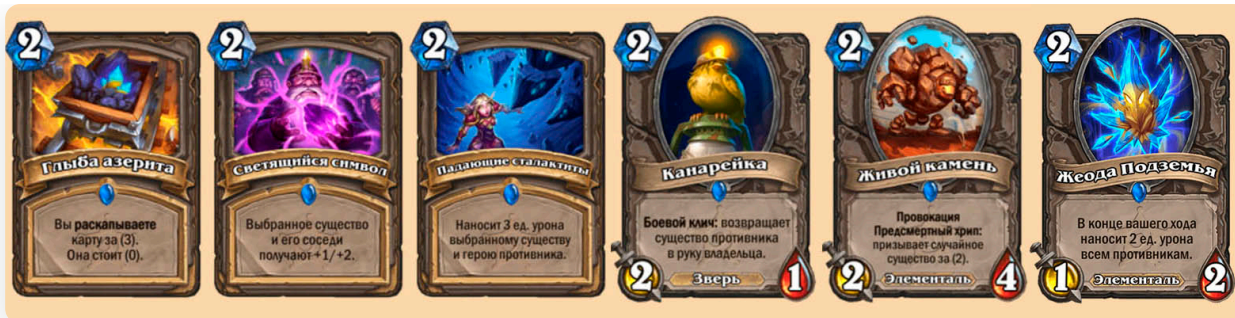 2
Глыба азерита
Вы раскапываете
карту за (3).
Она стоит (0).
2
Светящийся символ
Выбранное существо
и его соседи
получают +1/+2.
2
Падающие сталактиты
Наносит 3 ед. урона
выбранному существу
и герою противника.
2
Канарейка
Боевой клич: возвращает
существо противника
в руку владельца.
2
Зверь
1
2
Живой камень
Провокация
Предсмертный хрип:
призывает случайное
существо за (2).
2
Элементаль
4
2
Жеода Подземья
В конце вашего хода
наносит 2 ед. урона
всем противникам.
1
Элементаль
2